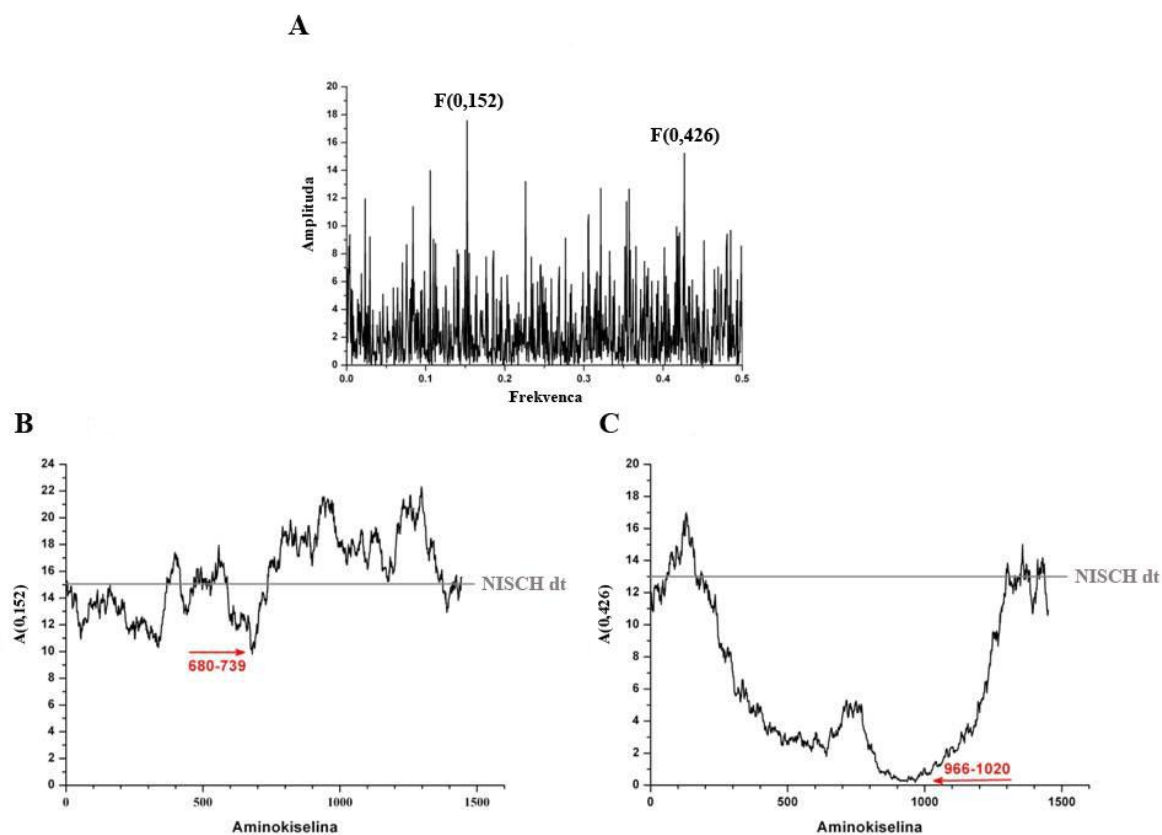 A
20
18
16
14
12
10
8
6
4
2
0
Amplituda
F(0,152)
F(0,426)
0.0 0.1 0.2 0.3 0.4 0.5
Frekvenca
B
24
22
20
18
16
14
12
10
8
6
4
2
0
A(0,152)
NISCH dt
680-739
0 500 1000 1500
Aminokiselina
C
20
18
16
14
12
10
8
6
4
2
0
A(0,426)
NISCH dt
966-1020
0 500 1000 1500
Aminokiselina